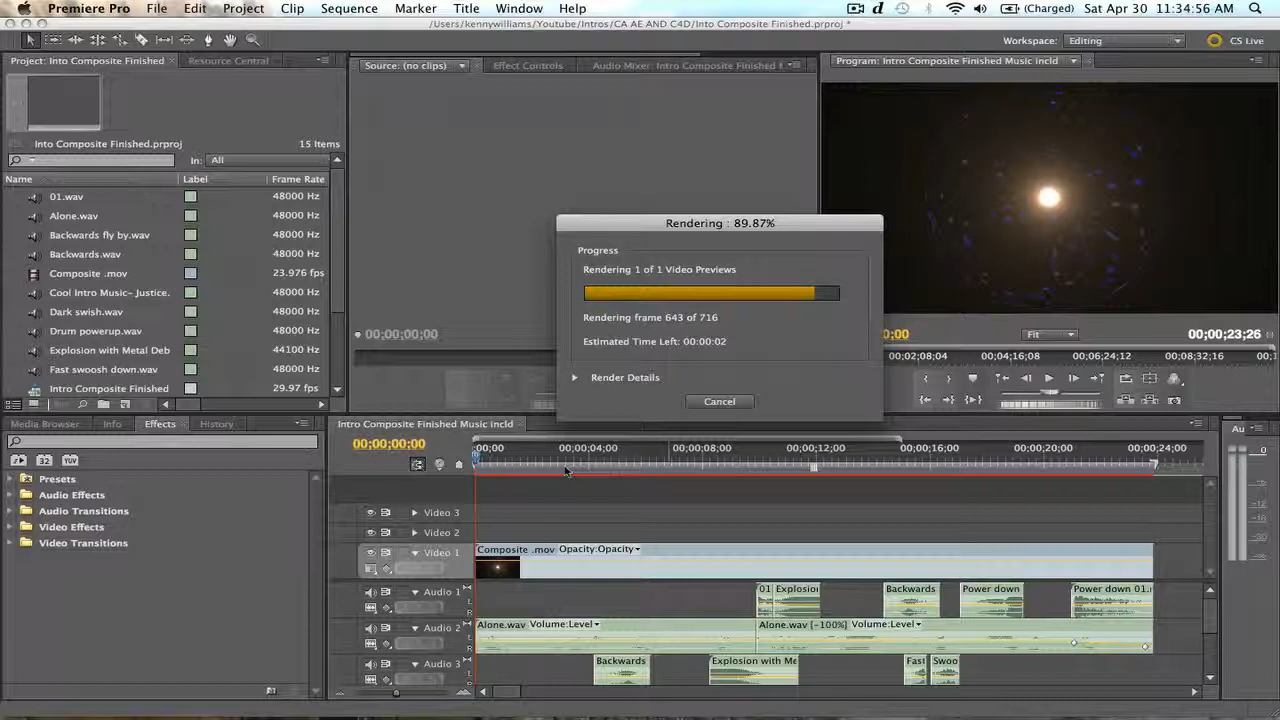 Premiere Pro File Edit Project Clip Sequence Marker Title Window Help (Charged) Sat Apr 30 11:34:56 AM
/Users/kennywilliams/Youtube/Intros/CA AE AND C4D/Into Composite Finished.prproj *
Workspace: Editing CS Live
Project: Into Composite Finished Resource Central
Source: (no clips) Effect Controls Audio Mixer: Intro Composite Finished
Program: Intro Composite Finished Music incld
Into Composite Finished.prproj 15 Items
In: All
Name Label Frame Rate
01.wav 48000 Hz
Alone.wav 48000 Hz
Backwards fly by.wav 48000 Hz
Backwards.wav 48000 Hz
Composite .mov 23.976 fps
Cool Intro Music- Justice. 48000 Hz
Dark swish.wav 48000 Hz
Drum powerup.wav 48000 Hz
Explosion with Metal Deb 44100 Hz
Fast swoosh down.wav 48000 Hz
Intro Composite Finished 29.97 fps
Rendering : 89.87%
Progress
Rendering 1 of 1 Video Previews
Rendering frame 643 of 716
Estimated Time Left: 00:00:02
Render Details
Cancel
00;00;00;00
;00 Fit 00;00;23;26
00;02;08;04 00;04;16;08 00;06;24;12 00;08;32;16
Media Browser Info Effects History
32 YUV
Presets
Audio Effects
Audio Transitions
Video Effects
Video Transitions
Intro Composite Finished Music incld
00;00;00;00
;00;00 00;00;04;00 00;00;08;00 00;00;12;00 00;00;16;00 00;00;20;00 00;00;24;00
Video 3
Video 2
Video 1 Composite .mov Opacity:Opacity
Audio 1 L R 01 Explosion Backwards Power down Power down 01.
Audio 2 L R Alone.wav Volume:Level Alone.wav [-100%] Volume:Level
Audio 3 L R Backwards Explosion with Me Fast Swoo
Au
0